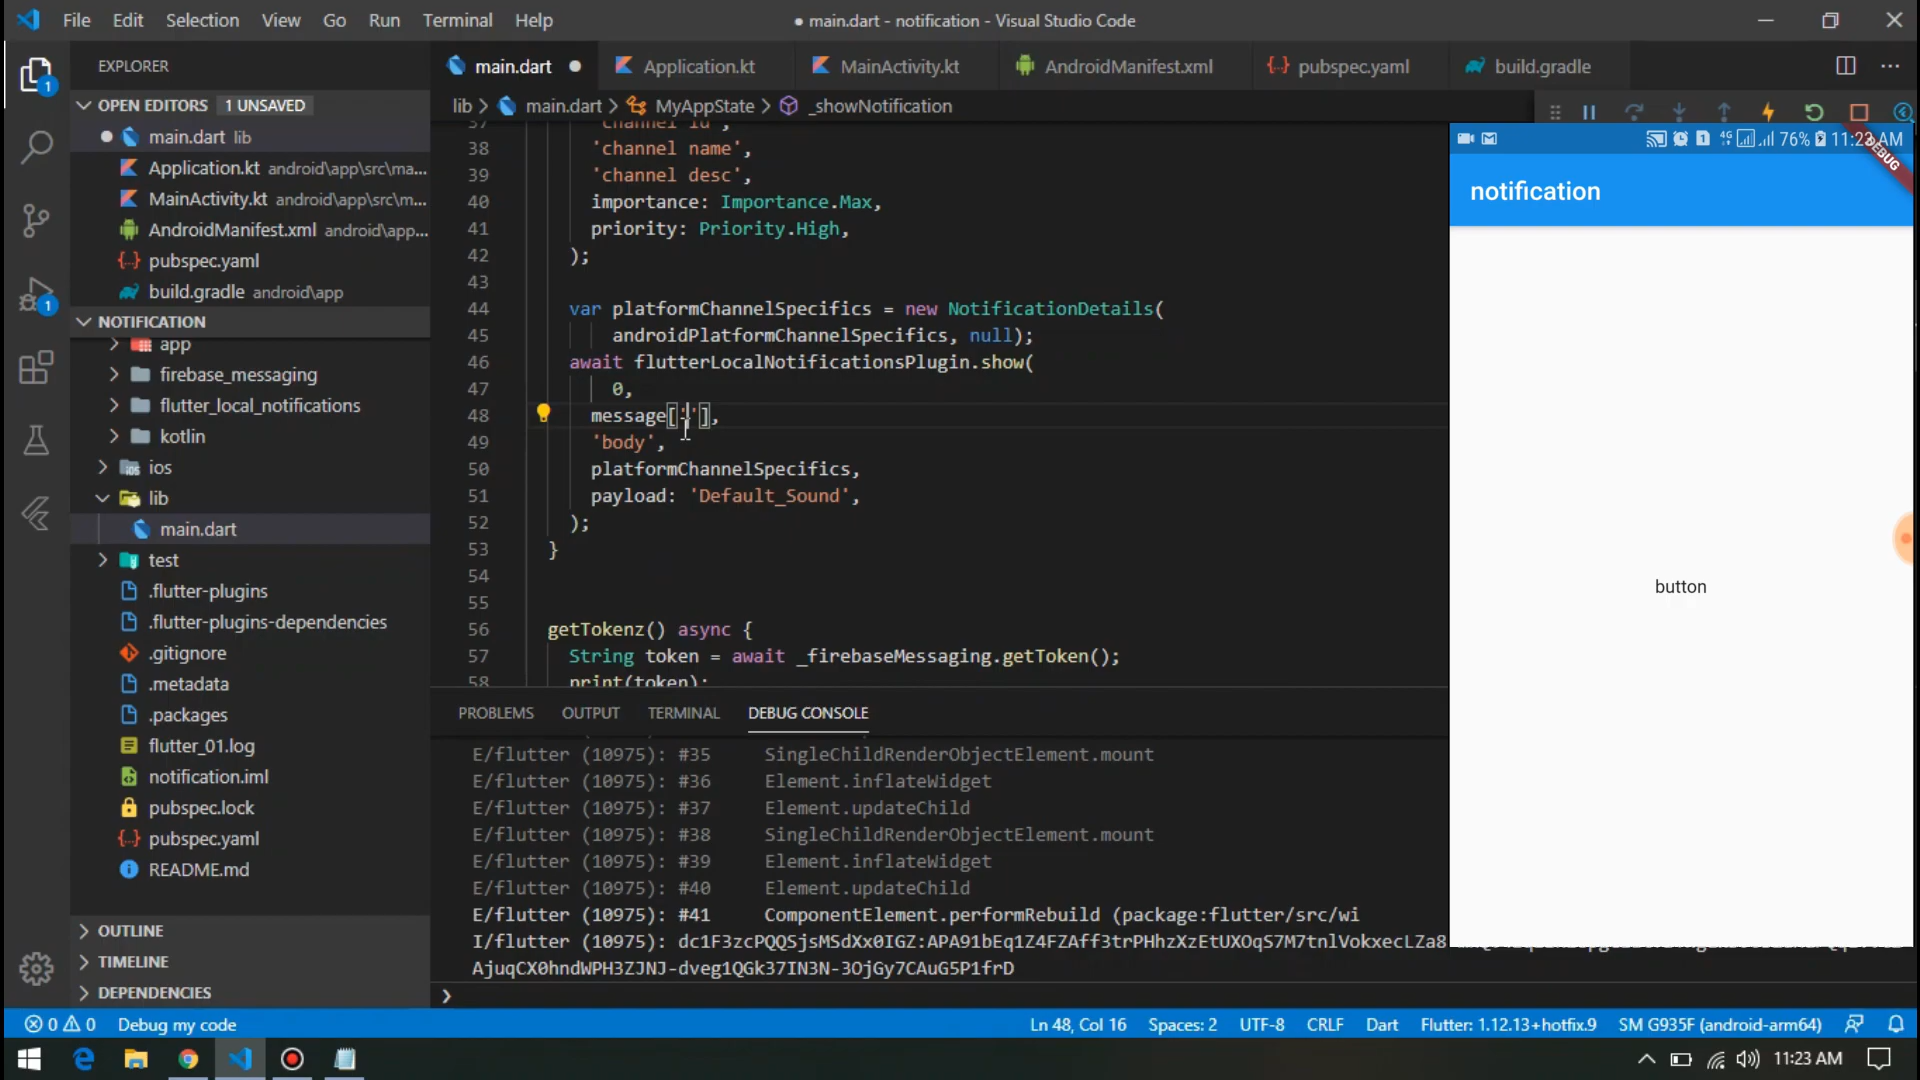 File Edit Selection View Go Run Terminal Help
● main.dart - notification - Visual Studio Code
EXPLORER
OPEN EDITORS 1 UNSAVED
main.dart lib
Application.kt android\app\src\ma...
MainActivity.kt android\app\src\m...
AndroidManifest.xml android\app...
pubspec.yaml
build.gradle android\app
NOTIFICATION
app
firebase_messaging
flutter_local_notifications
kotlin
ios
lib
main.dart
test
.flutter-plugins
.flutter-plugins-dependencies
.gitignore
.metadata
.packages
flutter_01.log
notification.iml
pubspec.lock
pubspec.yaml
README.md
OUTLINE
TIMELINE
DEPENDENCIES
main.dart Application.kt MainActivity.kt AndroidManifest.xml pubspec.yaml build.gradle
lib > main.dart > MyAppState > _showNotification
37 'channel id',
38 'channel name',
39 'channel desc',
40 importance: Importance.Max,
41 priority: Priority.High,
42 );
43
44 var platformChannelSpecifics = new NotificationDetails(
45 androidPlatformChannelSpecifics, null);
46 await flutterLocalNotificationsPlugin.show(
47 0,
48 message[''],
49 'body',
50 platformChannelSpecifics,
51 payload: 'Default_Sound',
52 );
53 }
54
55
56 getTokenz() async {
57 String token = await _firebaseMessaging.getToken();
58 print(token);
PROBLEMS OUTPUT TERMINAL DEBUG CONSOLE
E/flutter (10975): #35 SingleChildRenderObjectElement.mount
E/flutter (10975): #36 Element.inflateWidget
E/flutter (10975): #37 Element.updateChild
E/flutter (10975): #38 SingleChildRenderObjectElement.mount
E/flutter (10975): #39 Element.inflateWidget
E/flutter (10975): #40 Element.updateChild
E/flutter (10975): #41 ComponentElement.performRebuild (package:flutter/src/wi
I/flutter (10975): dc1F3zcPQQSjsMSdXx0IGZ:APA91bEq1Z4FZAff3trPHhzXzEtUXOqS7M7tnlVokxecLZa8
AjuqCX0hndWPH3ZJNJ-dveg1QGk37IN3N-3OjGy7CAuG5P1frD
76% 11:23 AM
DEBUG
notification
button
0 0 Debug my code
Ln 48, Col 16 Spaces: 2 UTF-8 CRLF Dart Flutter: 1.12.13+hotfix.9 SM G935F (android-arm64)
11:23 AM